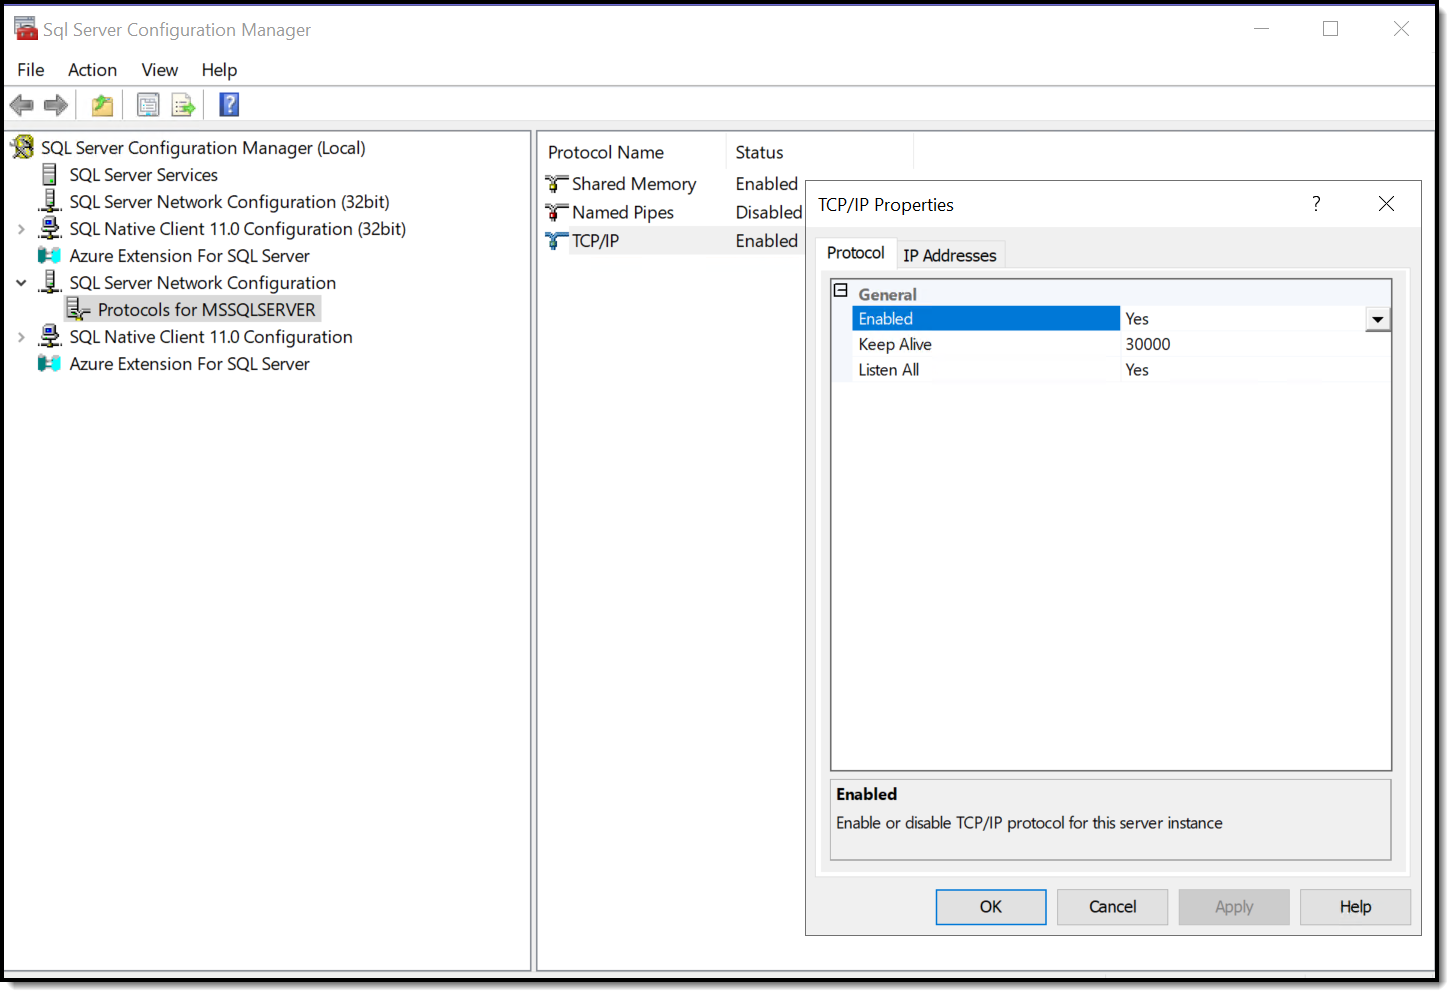 Sql Server Configuration Manager
File Action View Help
SQL Server Configuration Manager (Local)
SQL Server Services
SQL Server Network Configuration (32bit)
SQL Native Client 11.0 Configuration (32bit)
Azure Extension For SQL Server
SQL Server Network Configuration
Protocols for MSSQLSERVER
SQL Native Client 11.0 Configuration
Azure Extension For SQL Server
Protocol Name Status
Shared Memory Enabled
Named Pipes Disabled
TCP/IP Enabled
TCP/IP Properties
Protocol IP Addresses
General
Enabled Yes
Keep Alive 30000
Listen All Yes
Enabled
Enable or disable TCP/IP protocol for this server instance
OK Cancel Apply Help